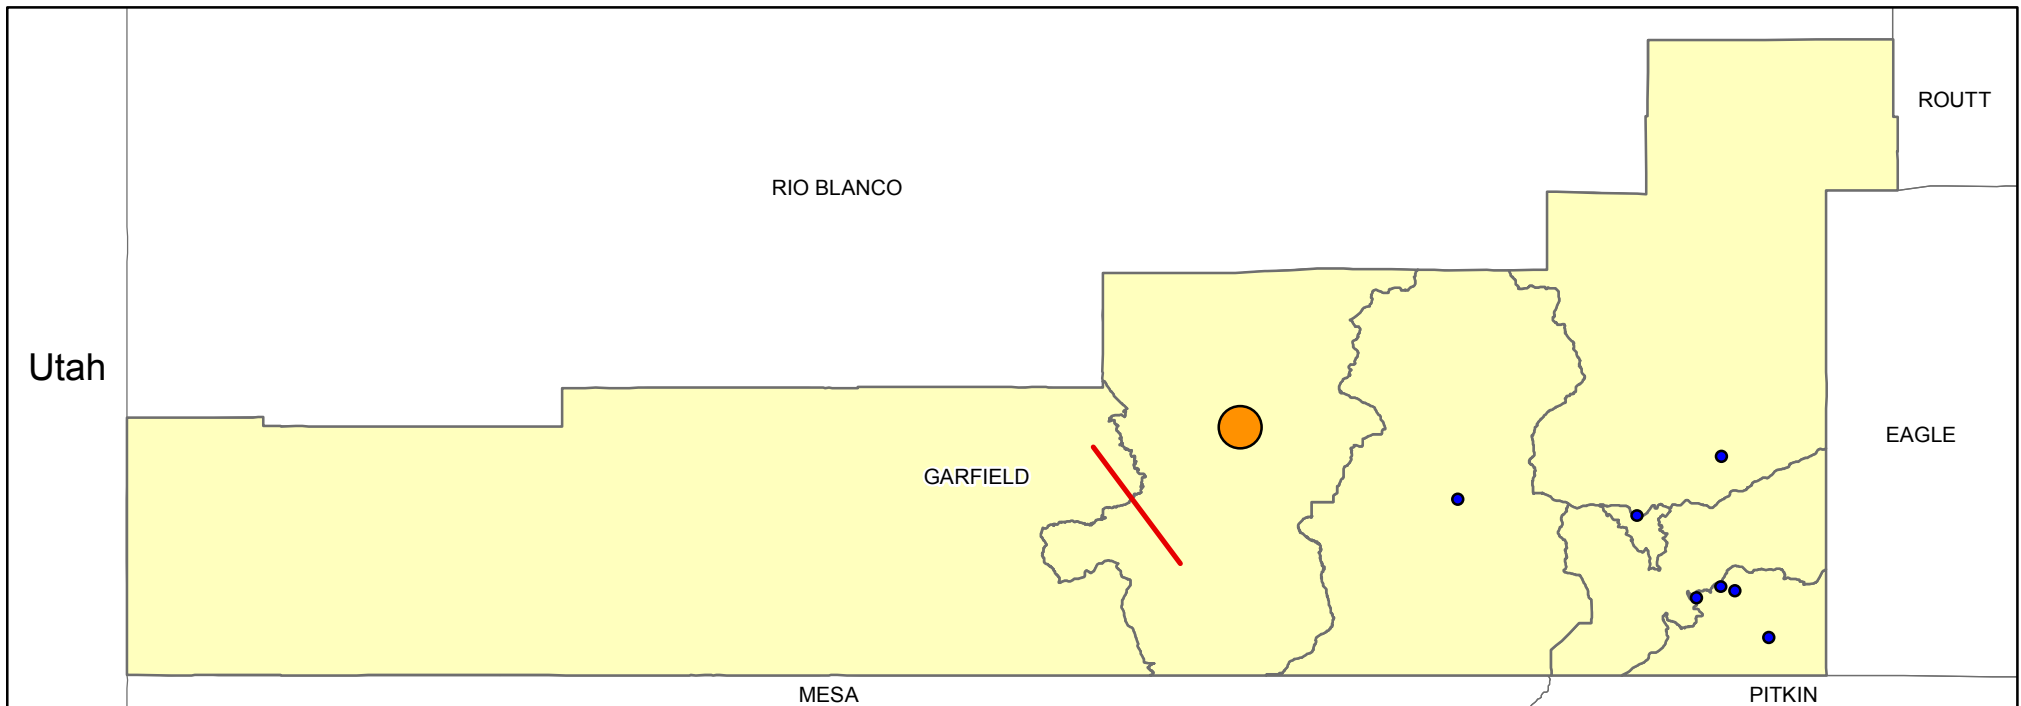 ROUTT
RIO BLANCO
Utah
EAGLE
GARFIELD
MESA
PITKIN